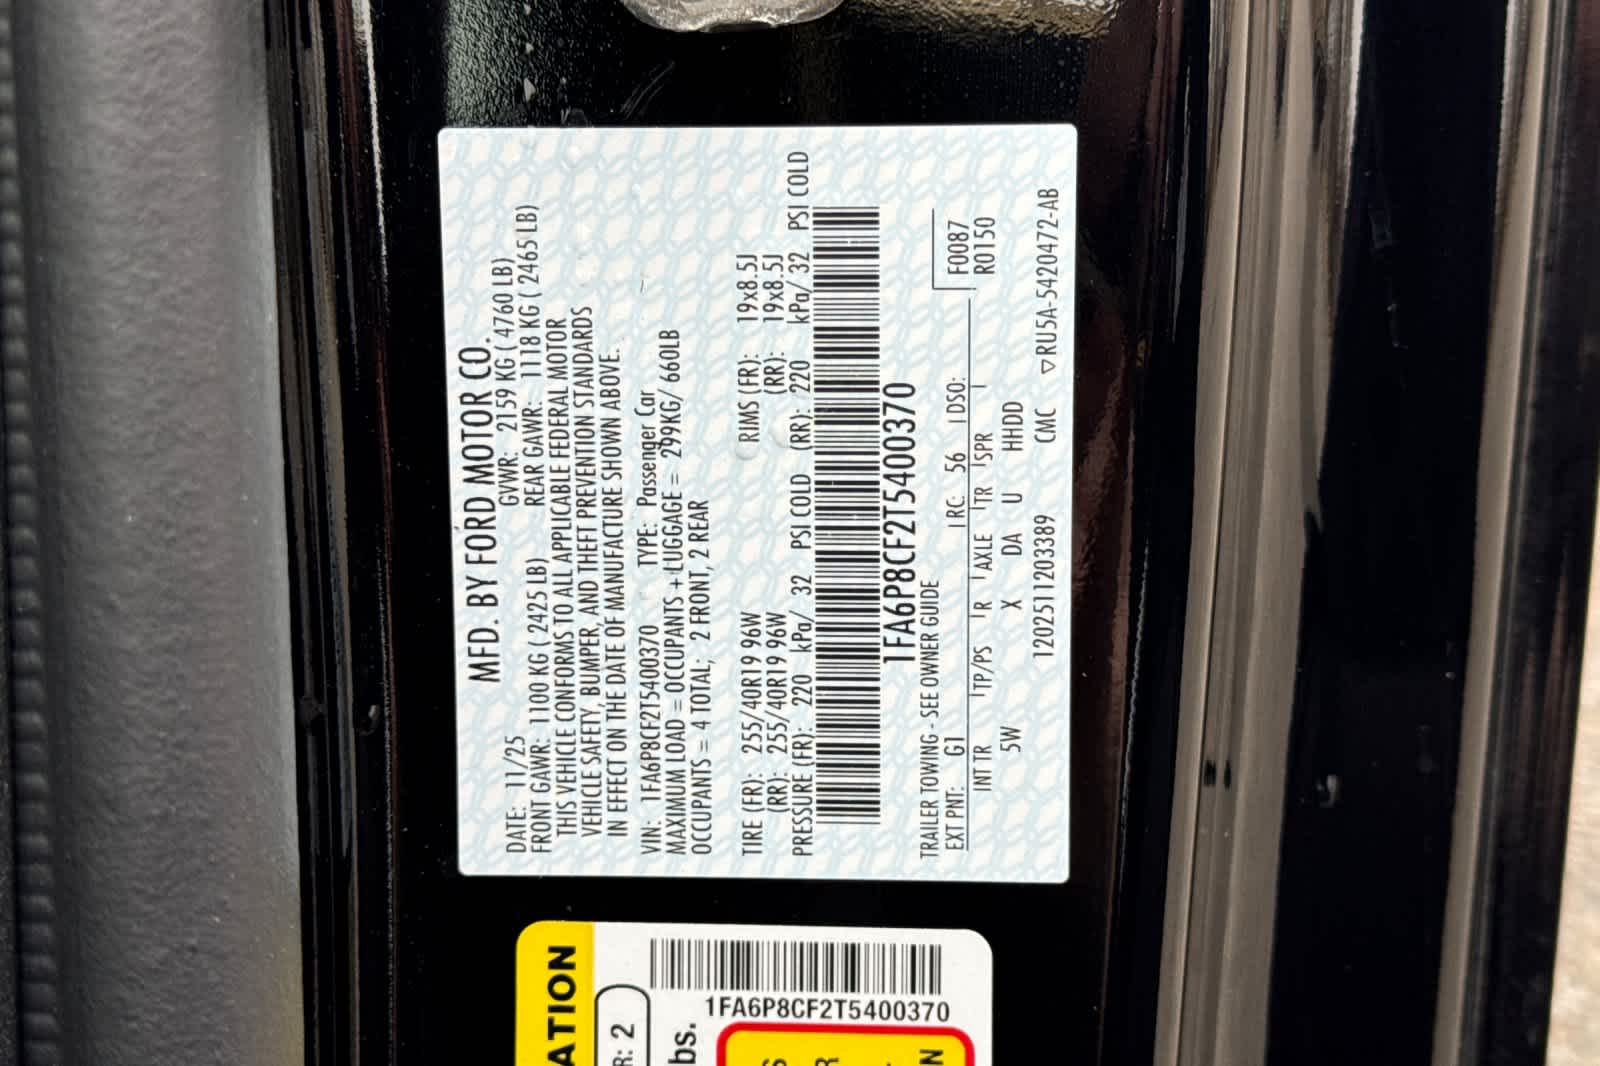 MFD. BY FORD MOTOR CO.
DATE: 11/25 GVWR: 2159 KG ( 4760 LB)
FRONT GAWR: 1100 KG ( 2425 LB) REAR GAWR: 1118 KG ( 2465 LB)
THIS VEHICLE CONFORMS TO ALL APPLICABLE FEDERAL MOTOR
VEHICLE SAFETY, BUMPER, AND THEFT PREVENTION STANDARDS
IN EFFECT ON THE DATE OF MANUFACTURE SHOWN ABOVE.
VIN: 1FA6P8CF2T5400370 TYPE: Passenger Car
MAXIMUM LOAD = OCCUPANTS + LUGGAGE = 299KG/ 660LB
OCCUPANTS = 4 TOTAL; 2 FRONT, 2 REAR
TIRE (FR): 255/40R19 96W RIMS (FR): 19x8.5J
(RR): 255/40R19 96W (RR): 19x8.5J
PRESSURE (FR): 220 kPa/ 32 PSI COLD (RR): 220 kPa/ 32 PSI COLD
1FA6P8CF2T5400370
TRAILER TOWING - SEE OWNER GUIDE
EXT PNT: G1 RC: 56 DSO: F0087
INT TR TP/PS R AXLE TR SPR R0150
5W X DA U HHDD
1202511203389 CMC ▽RU5A-5420472-AB
ATION
R: 2
1FA6P8CF2T5400370
bs.